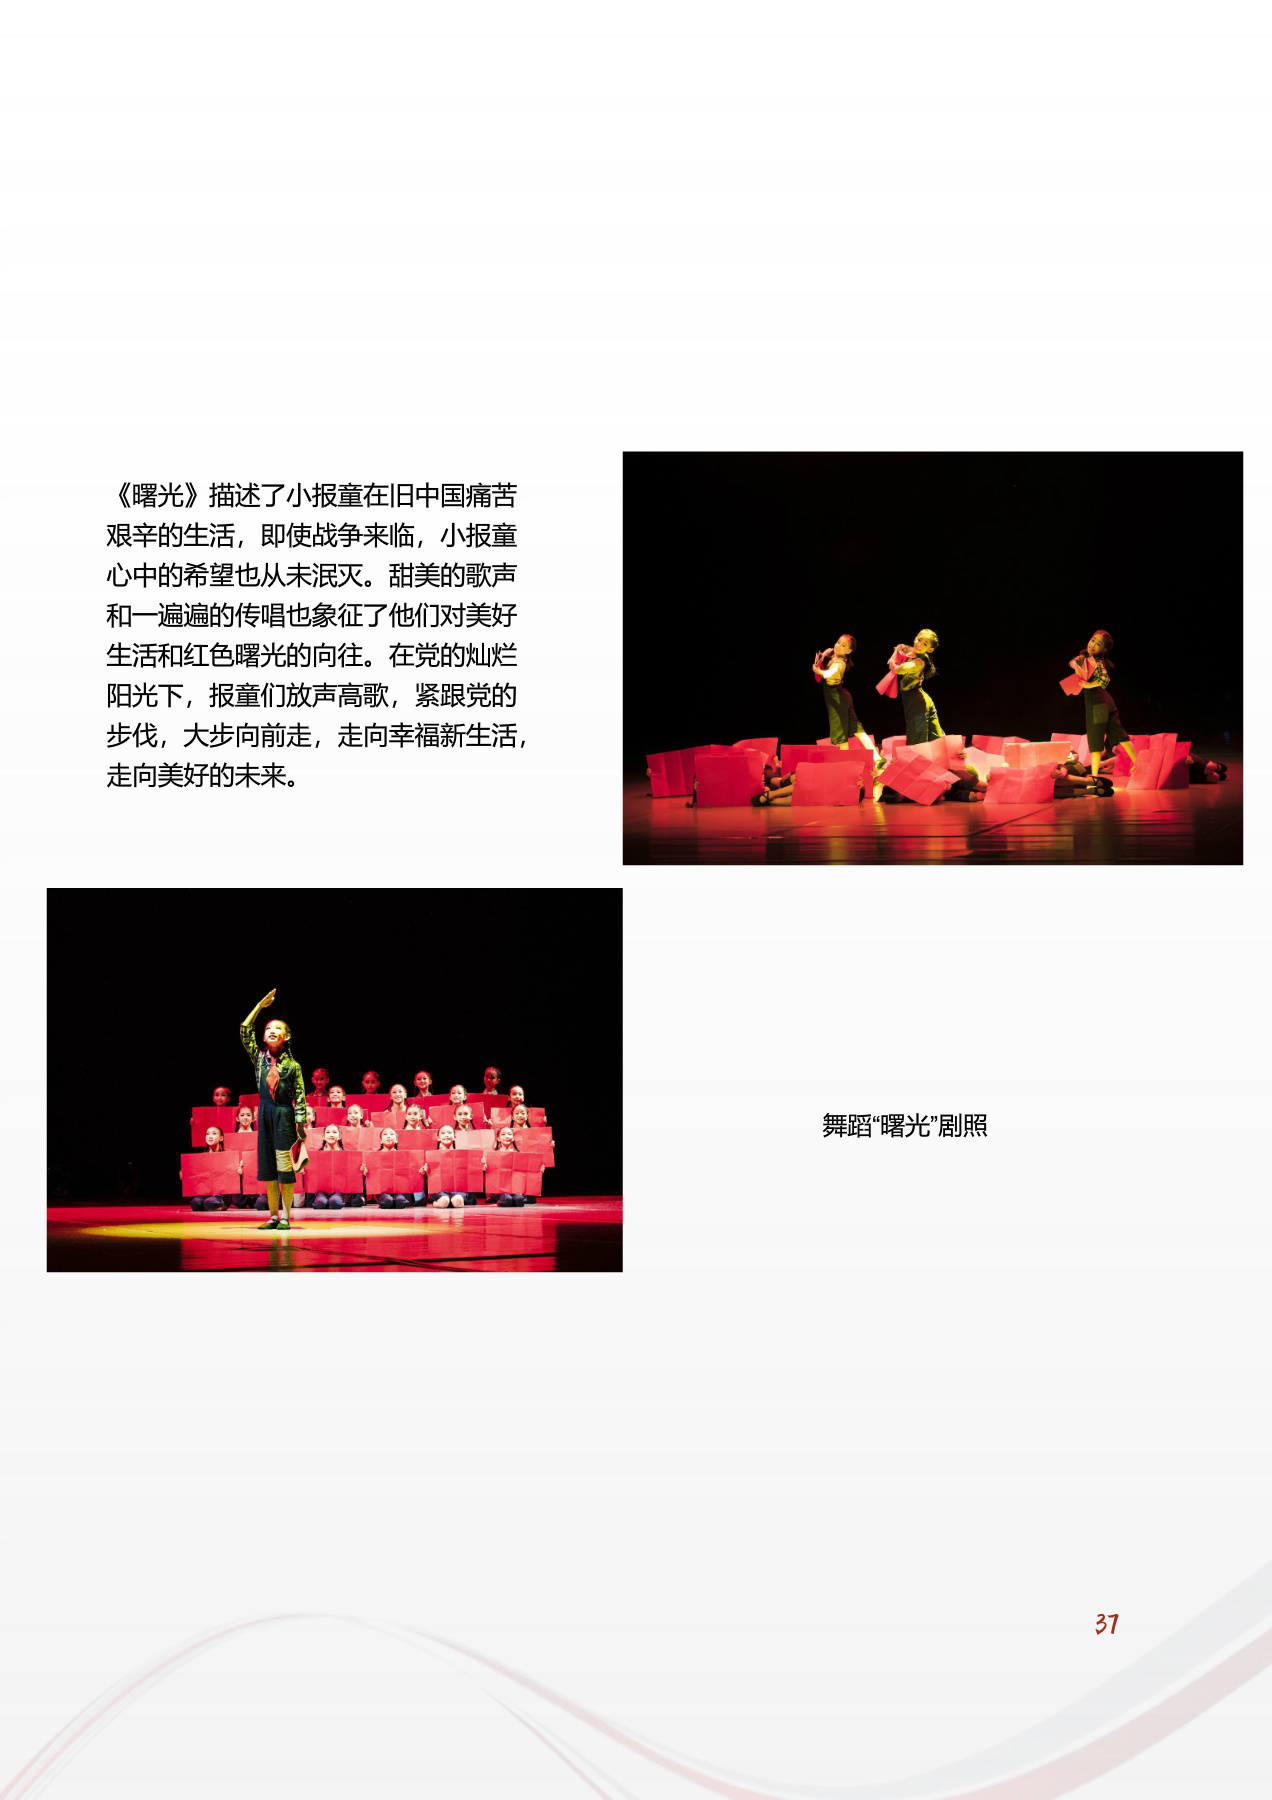 《曙光》描述了小报童在旧中国痛苦
艰辛的生活，即使战争来临，小报童
心中的希望也从未泯灭。甜美的歌声
和一遍遍的传唱也象征了他们对美好
生活和红色曙光的向往。在党的灿烂
阳光下，报童们放声高歌，紧跟党的
步伐，大步向前走，走向幸福新生活，
走向美好的未来。
舞蹈“曙光”剧照
37